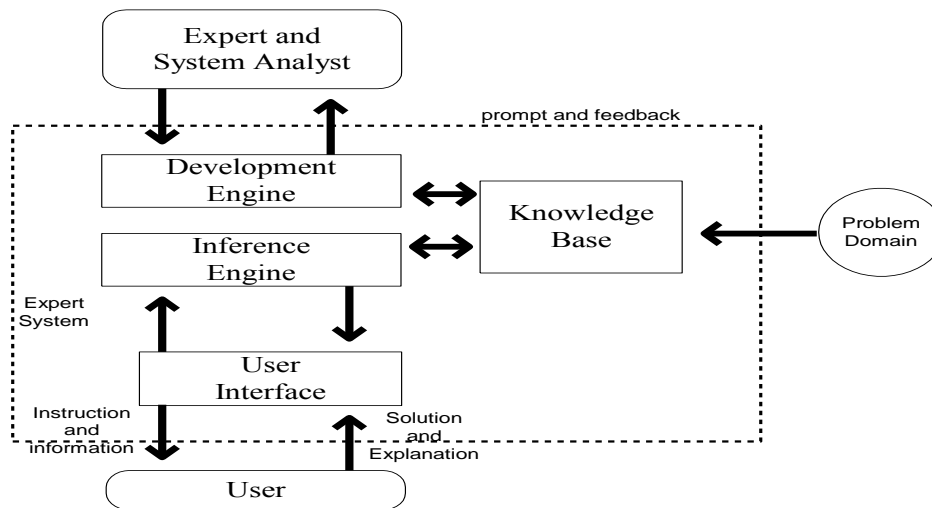 Expert and
System Analyst
prompt and feedback
Development
Engine
Knowledge
Base
Problem
Domain
Inference
Engine
Expert
System
User
Interface
Instruction
and
information
Solution
and
Explanation
User